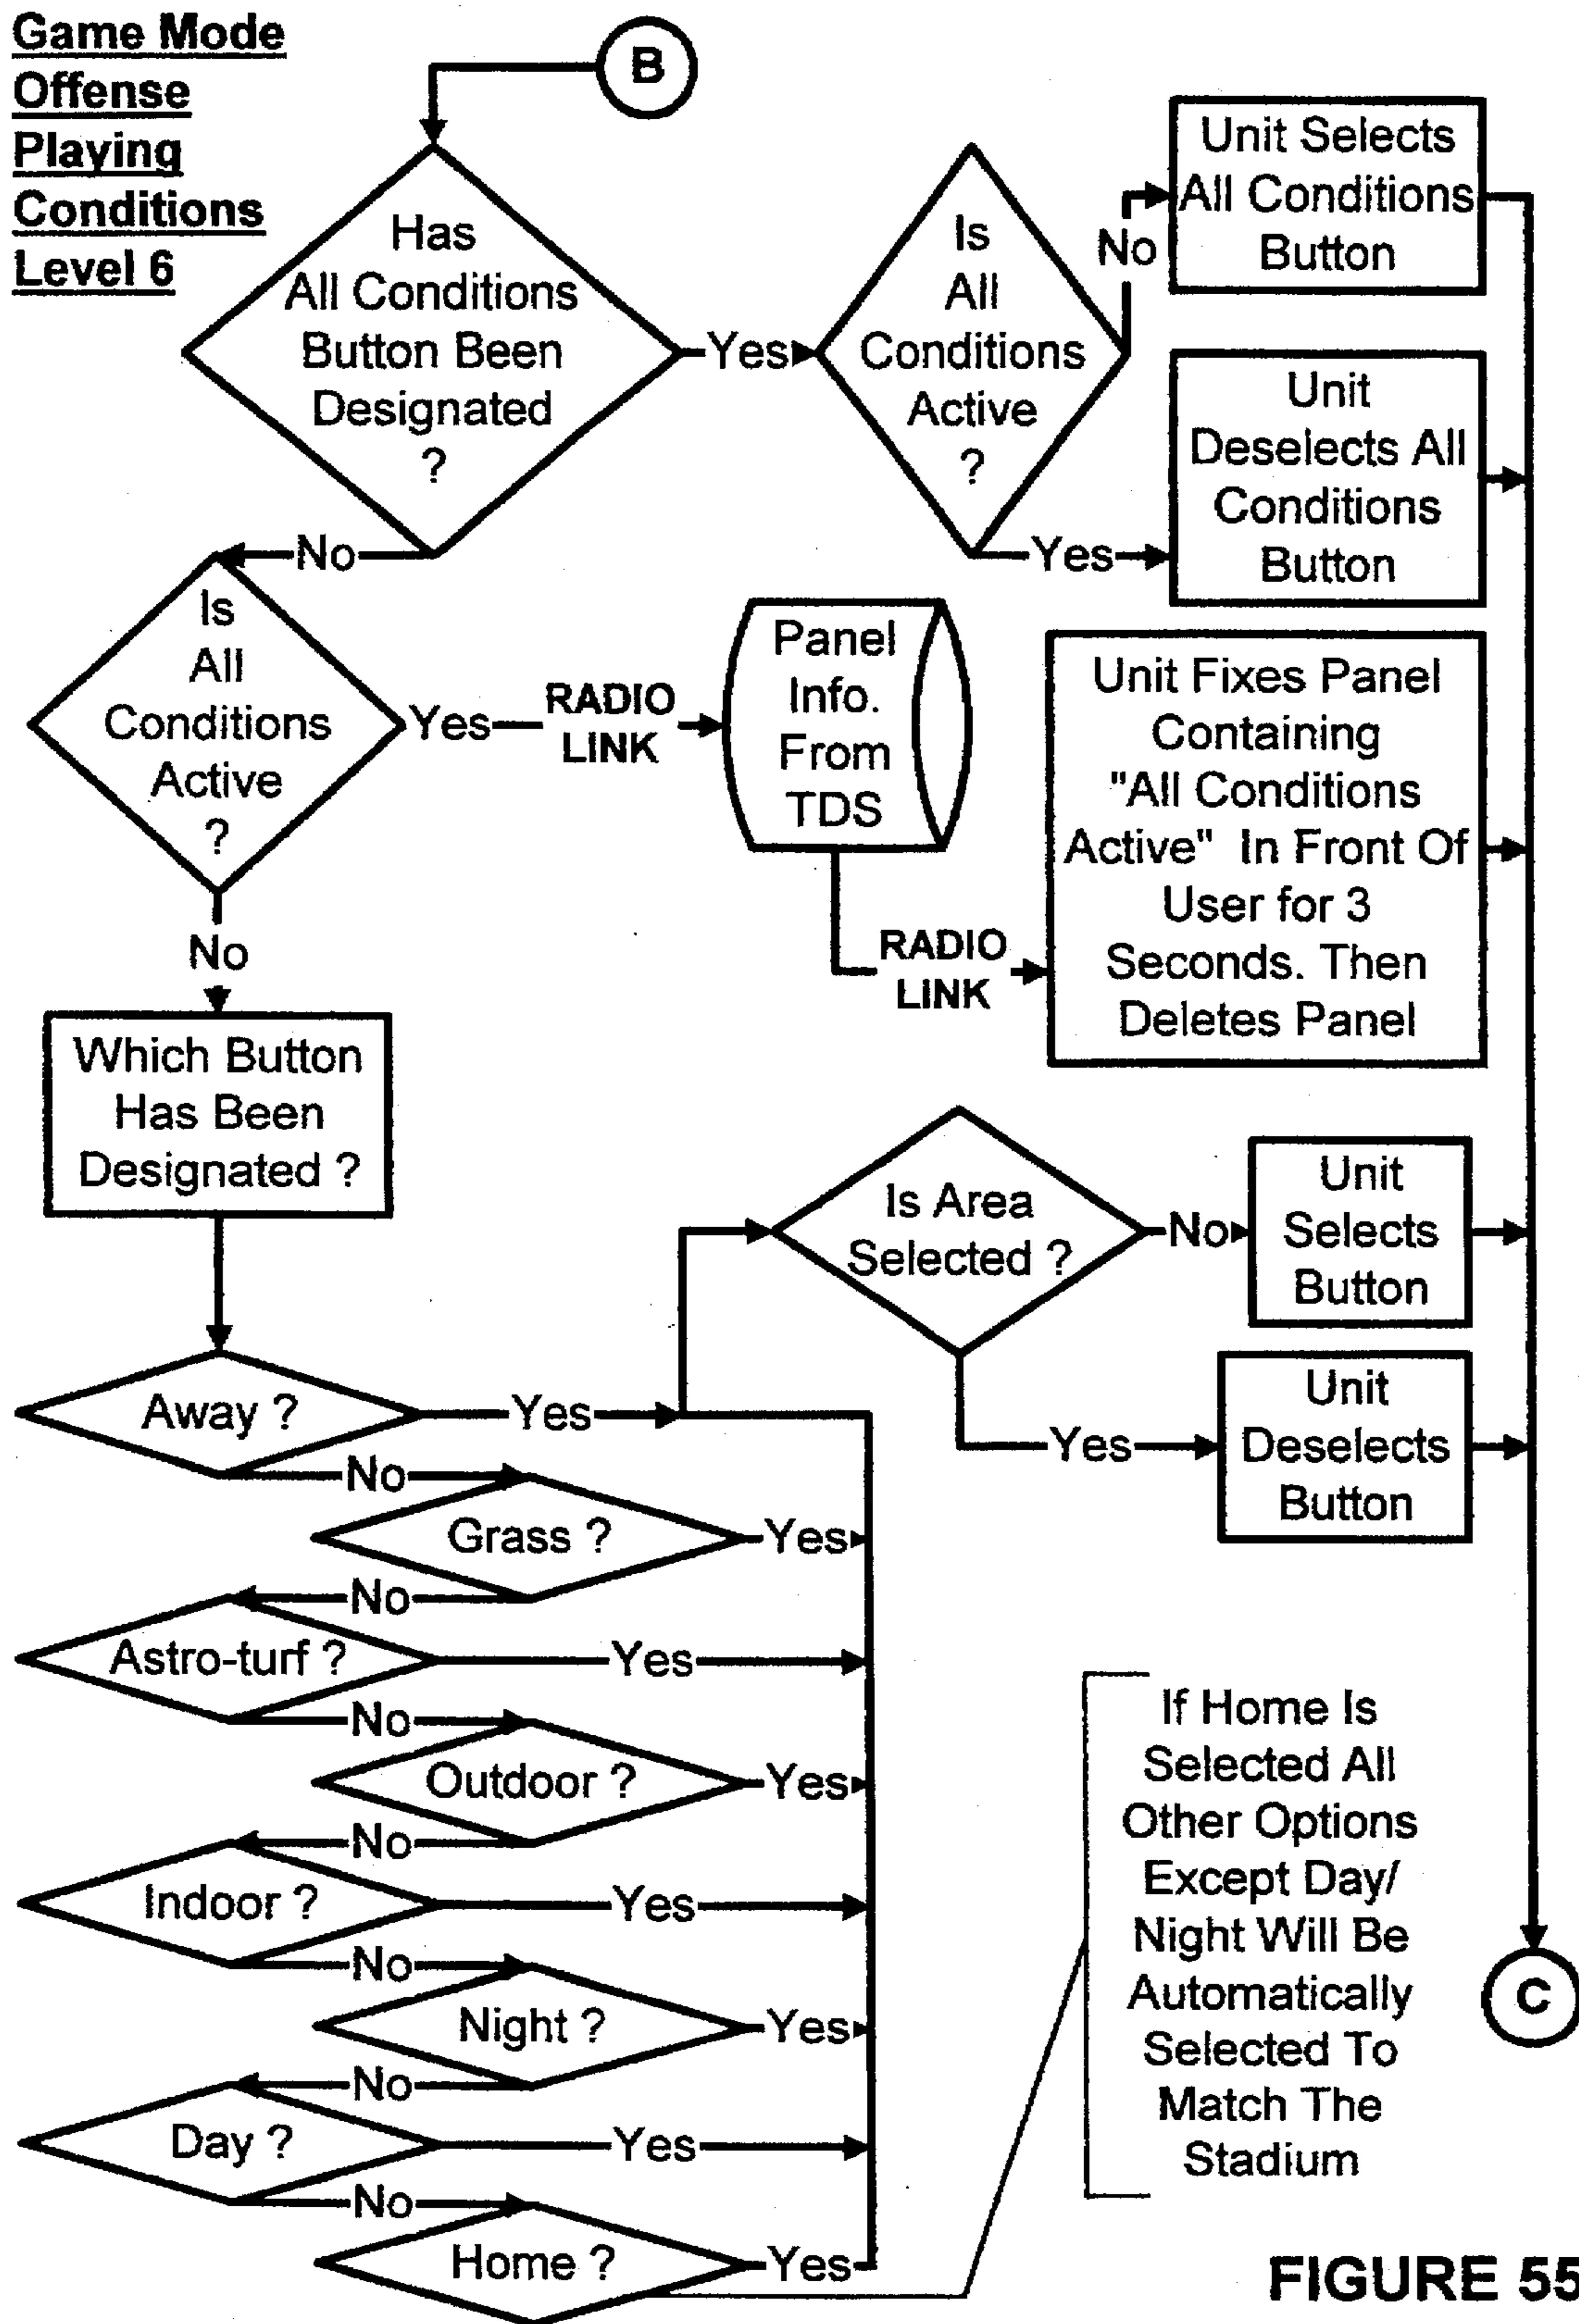 Game Mode
Offense
Playing
Conditions
Level 6
B
Has
All Conditions
Button Been
Designated
?
Yes
Is
All
Conditions
Active
?
No
Unit Selects
All Conditions
Button
Yes
Unit
Deselects All
Conditions
Button
No
Is
All
Conditions
Active
?
Yes
RADIO
LINK
Panel
Info.
From
TDS
RADIO
LINK
Unit Fixes Panel
Containing
"All Conditions
Active" In Front Of
User for 3
Seconds. Then
Deletes Panel
No
Which Button
Has Been
Designated ?
Is Area
Selected ?
No
Unit
Selects
Button
Yes
Unit
Deselects
Button
Away ?
Yes
No
Grass ?
Yes
No
Astro-turf ?
Yes
No
Outdoor ?
Yes
No
Indoor ?
Yes
No
Night ?
Yes
No
Day ?
Yes
No
Home ?
Yes
If Home Is
Selected All
Other Options
Except Day/
Night Will Be
Automatically
Selected To
Match The
Stadium
C
FIGURE 55